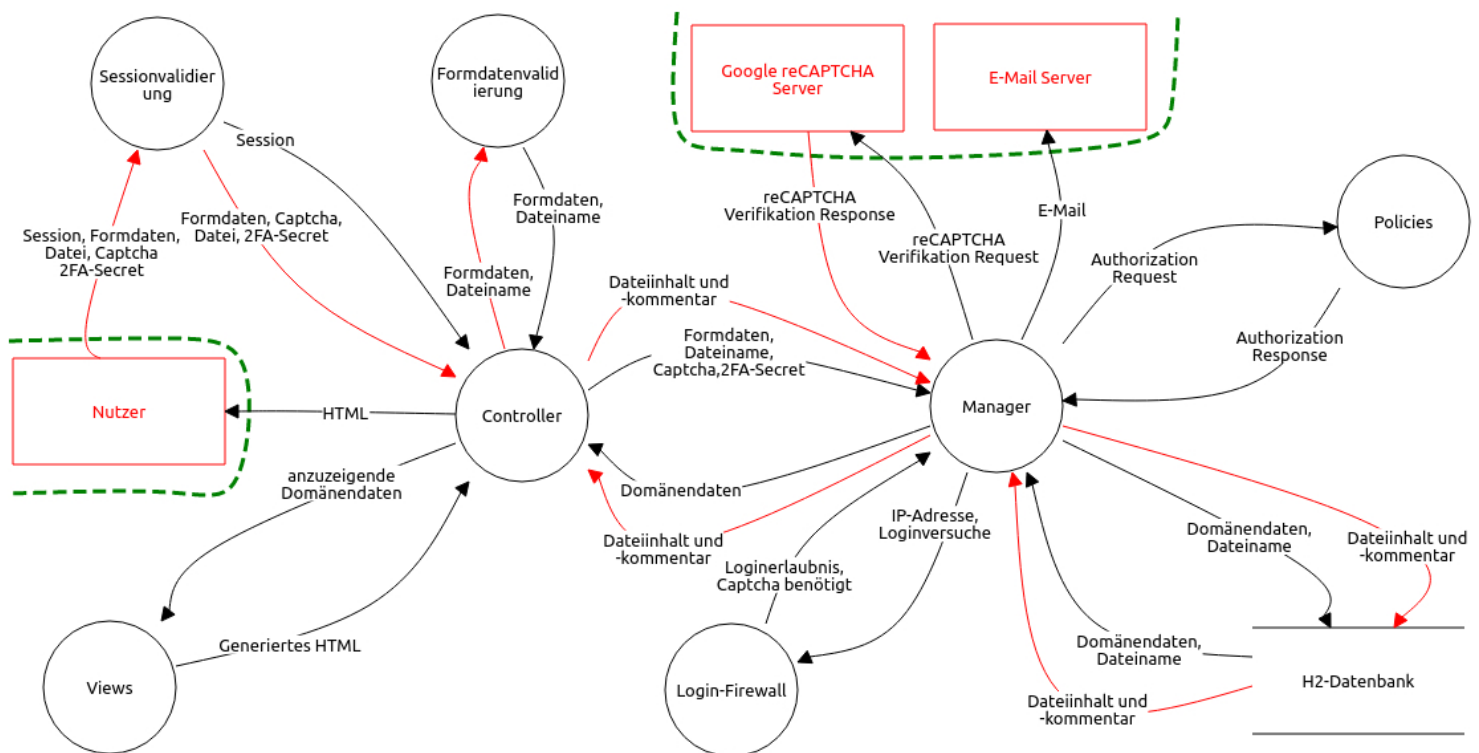 Sessionvalidier
ung
Formdatenvalid
ierung
Google reCAPTCHA
Server
E-Mail Server
Session
Formdaten, Captcha,
Datei, 2FA-Secret
Session, Formdaten,
Datei, Captcha
2FA-Secret
Formdaten,
Dateiname
Formdaten,
Dateiname
reCAPTCHA
Verifikation Response
reCAPTCHA
Verifikation Request
E-Mail
Policies
Authorization
Request
Authorization
Response
Dateiinhalt und
-kommentar
Formdaten,
Dateiname,
Captcha,2FA-Secret
Nutzer
HTML
Controller
Manager
anzuzeigende
Domänendaten
Domänendaten
Dateiinhalt und
-kommentar
IP-Adresse,
Loginversuche
Loginerlaubnis,
Captcha benötigt
Domänendaten,
Dateiname
Dateiinhalt und
-kommentar
Generiertes HTML
Views
Login-Firewall
Domänendaten,
Dateiname
Dateiinhalt und
-kommentar
H2-Datenbank